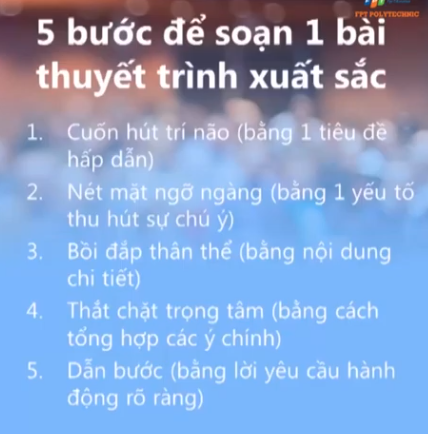 FPT POLYTECHNIC
5 bước để soạn 1 bài
thuyết trình xuất sắc
1. Cuốn hút trí não (bằng 1 tiêu đề
hấp dẫn)
2. Nét mặt ngỡ ngàng (bằng 1 yếu tố
thu hút sự chú ý)
3. Bồi đắp thân thể (bằng nội dung
chi tiết)
4. Thắt chặt trọng tâm (bằng cách
tổng hợp các ý chính)
5. Dẫn bước (bằng lời yêu cầu hành
động rõ ràng)